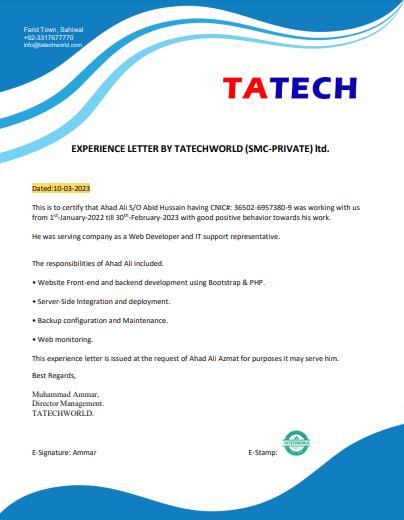 Farid Town, Sahiwal
+92-3317677770
info@tatechworld.com
TATECH
EXPERIENCE LETTER BY TATECHWORLD (SMC-PRIVATE) ltd.
Dated:10-03-2023
This is to certify that Ahad Ali S/O Abid Hussain having CNIC#: 36502-6957380-9 was working with us
from 1st-January-2022 till 30th-February-2023 with good positive behavior towards his work.
He was serving company as a Web Developer and IT support representative.
The responsibilities of Ahad Ali included.
• Website Front-end and backend development using Bootstrap & PHP.
• Server-Side Integration and deployment.
• Backup configuration and Maintenance.
• Web monitoring.
This experience letter is issued at the request of Ahad Ali Azmat for purposes it may serve him.
Best Regards,
Muhammad Ammar,
Director Management.
TATECHWORLD.
E-Signature: Ammar
E-Stamp:
TATECHWORLD